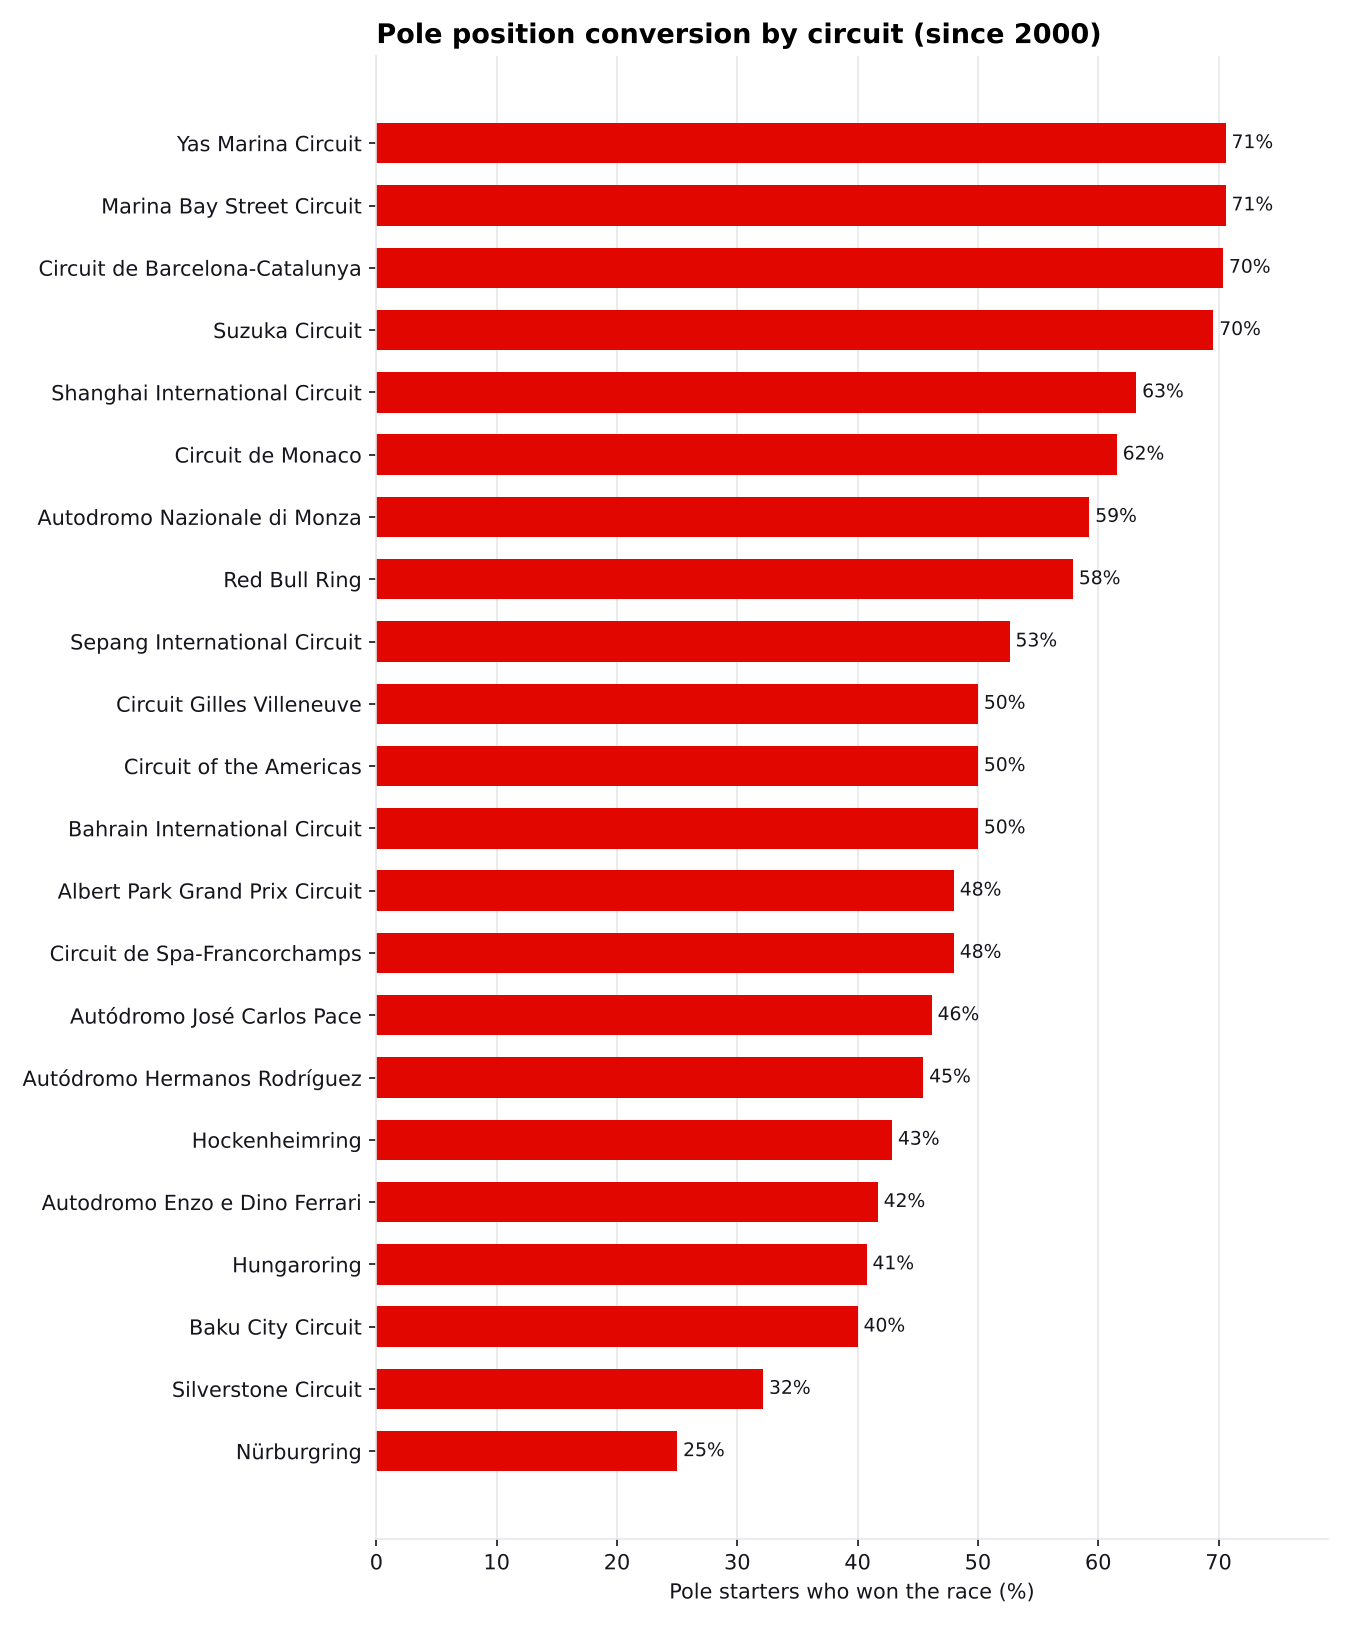 Pole position conversion by circuit (since 2000)
Yas Marina Circuit 71%
Marina Bay Street Circuit 71%
Circuit de Barcelona-Catalunya 70%
Suzuka Circuit 70%
Shanghai International Circuit 63%
Circuit de Monaco 62%
Autodromo Nazionale di Monza 59%
Red Bull Ring 58%
Sepang International Circuit 53%
Circuit Gilles Villeneuve 50%
Circuit of the Americas 50%
Bahrain International Circuit 50%
Albert Park Grand Prix Circuit 48%
Circuit de Spa-Francorchamps 48%
Autódromo José Carlos Pace 46%
Autódromo Hermanos Rodríguez 45%
Hockenheimring 43%
Autodromo Enzo e Dino Ferrari 42%
Hungaroring 41%
Baku City Circuit 40%
Silverstone Circuit 32%
Nürburgring 25%
0 10 20 30 40 50 60 70
Pole starters who won the race (%)